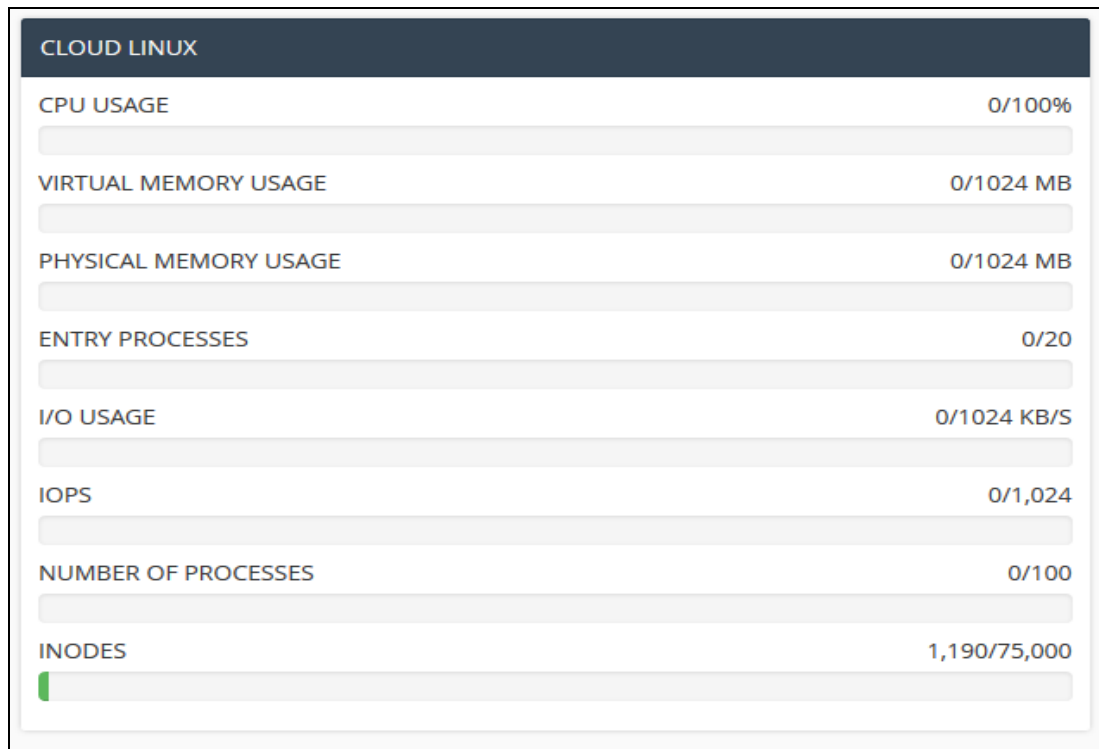 CLOUD LINUX
CPU USAGE 0/100%
VIRTUAL MEMORY USAGE 0/1024 MB
PHYSICAL MEMORY USAGE 0/1024 MB
ENTRY PROCESSES 0/20
I/O USAGE 0/1024 KB/S
IOPS 0/1,024
NUMBER OF PROCESSES 0/100
INODES 1,190/75,000